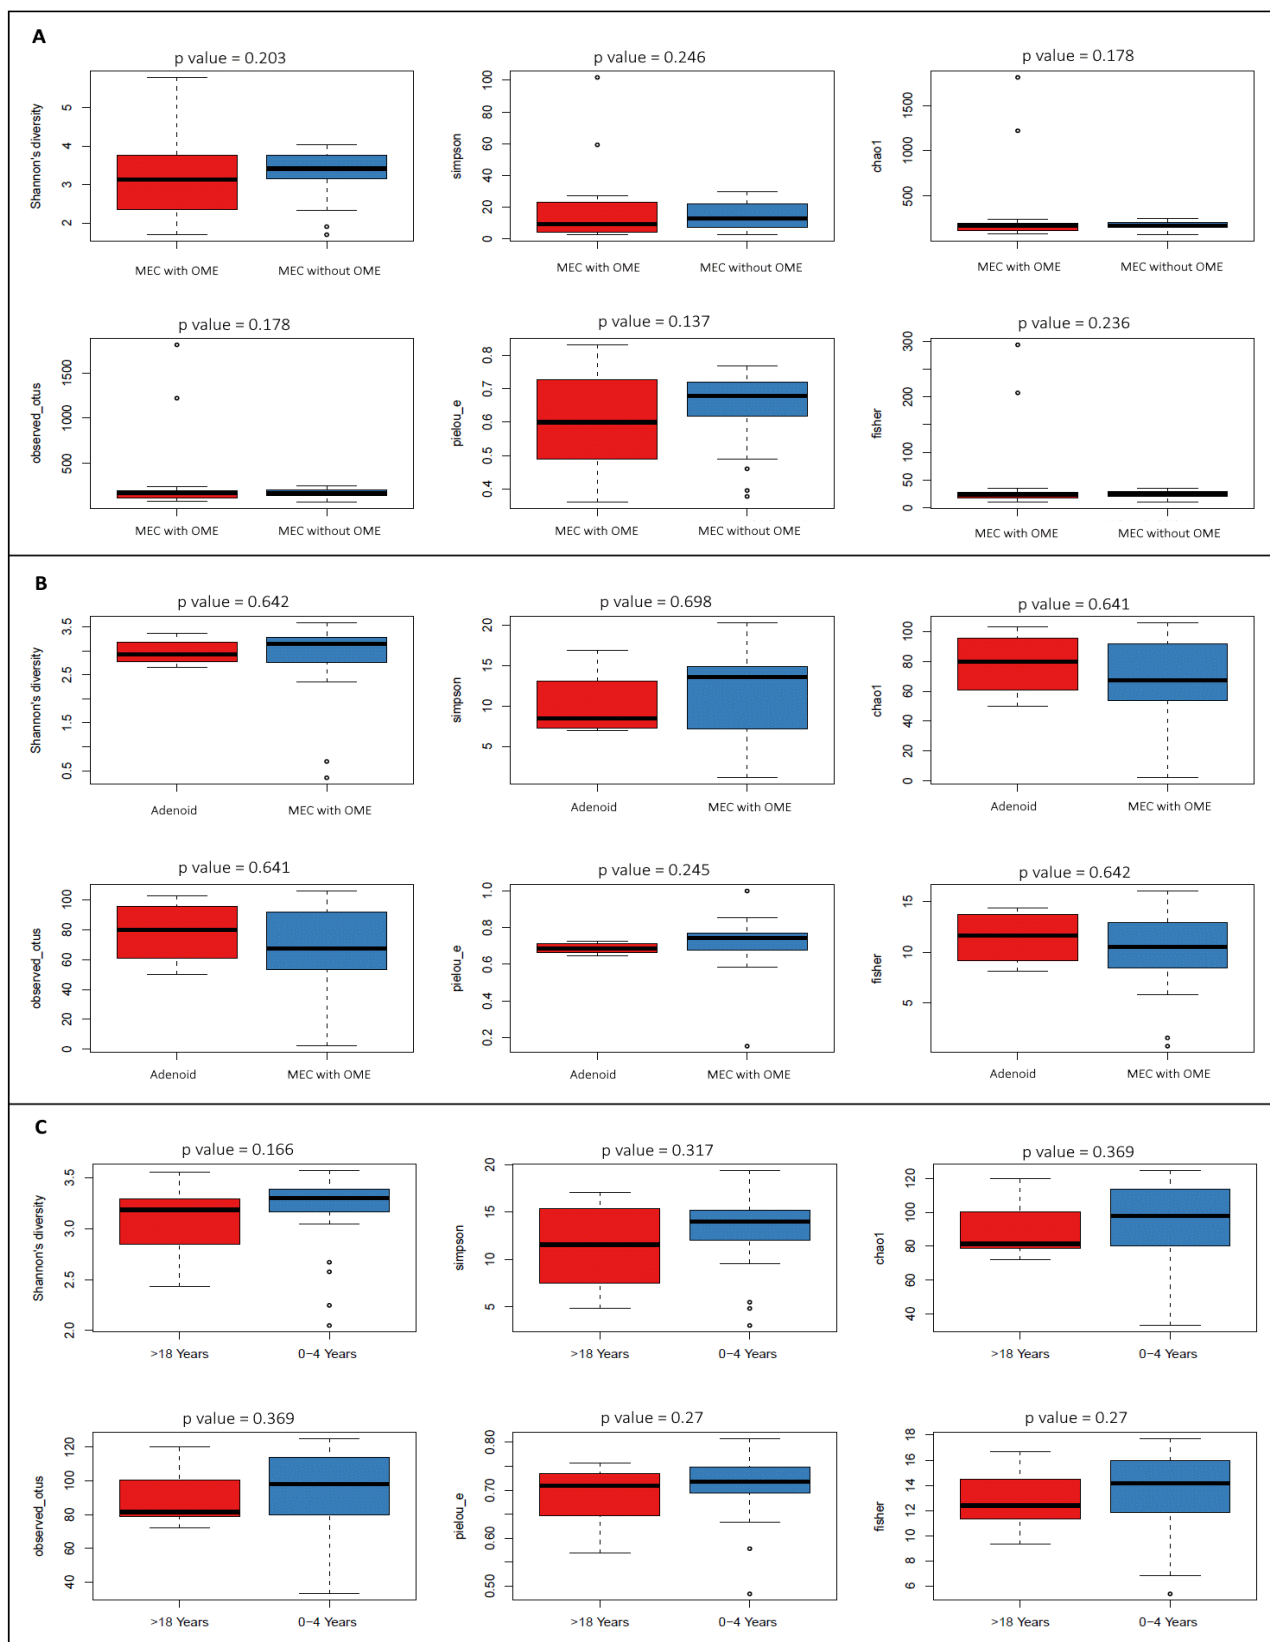 A
p value = 0.203
Shannon's diversity
2 3 4 5
MEC with OME MEC without OME
p value = 0.246
simpson
0 20 40 60 80 100
MEC with OME MEC without OME
p value = 0.178
chao1
500 1000 1500
MEC with OME MEC without OME
p value = 0.178
observed_otus
500 1000 1500
MEC with OME MEC without OME
p value = 0.137
pielou_e
0.4 0.5 0.6 0.7 0.8
MEC with OME MEC without OME
p value = 0.236
fisher
0 50 100 200 300
MEC with OME MEC without OME
B
p value = 0.642
Shannon's diversity
0.5 1.5 2.5 3.5
Adenoid MEC with OME
p value = 0.698
simpson
5 10 15 20
Adenoid MEC with OME
p value = 0.641
chao1
0 20 40 60 80 100
Adenoid MEC with OME
p value = 0.641
observed_otus
0 20 40 60 80 100
Adenoid MEC with OME
p value = 0.245
pielou_e
0.2 0.4 0.6 0.8 1.0
Adenoid MEC with OME
p value = 0.642
fisher
5 10 15
Adenoid MEC with OME
C
p value = 0.166
Shannon's diversity
2.0 2.5 3.0 3.5
>18 Years 0−4 Years
p value = 0.317
simpson
5 10 15 20
>18 Years 0−4 Years
p value = 0.369
chao1
40 60 80 100 120
>18 Years 0−4 Years
p value = 0.369
observed_otus
40 60 80 100 120
>18 Years 0−4 Years
p value = 0.27
pielou_e
0.50 0.60 0.70 0.80
>18 Years 0−4 Years
p value = 0.27
fisher
6 8 10 12 14 16 18
>18 Years 0−4 Years